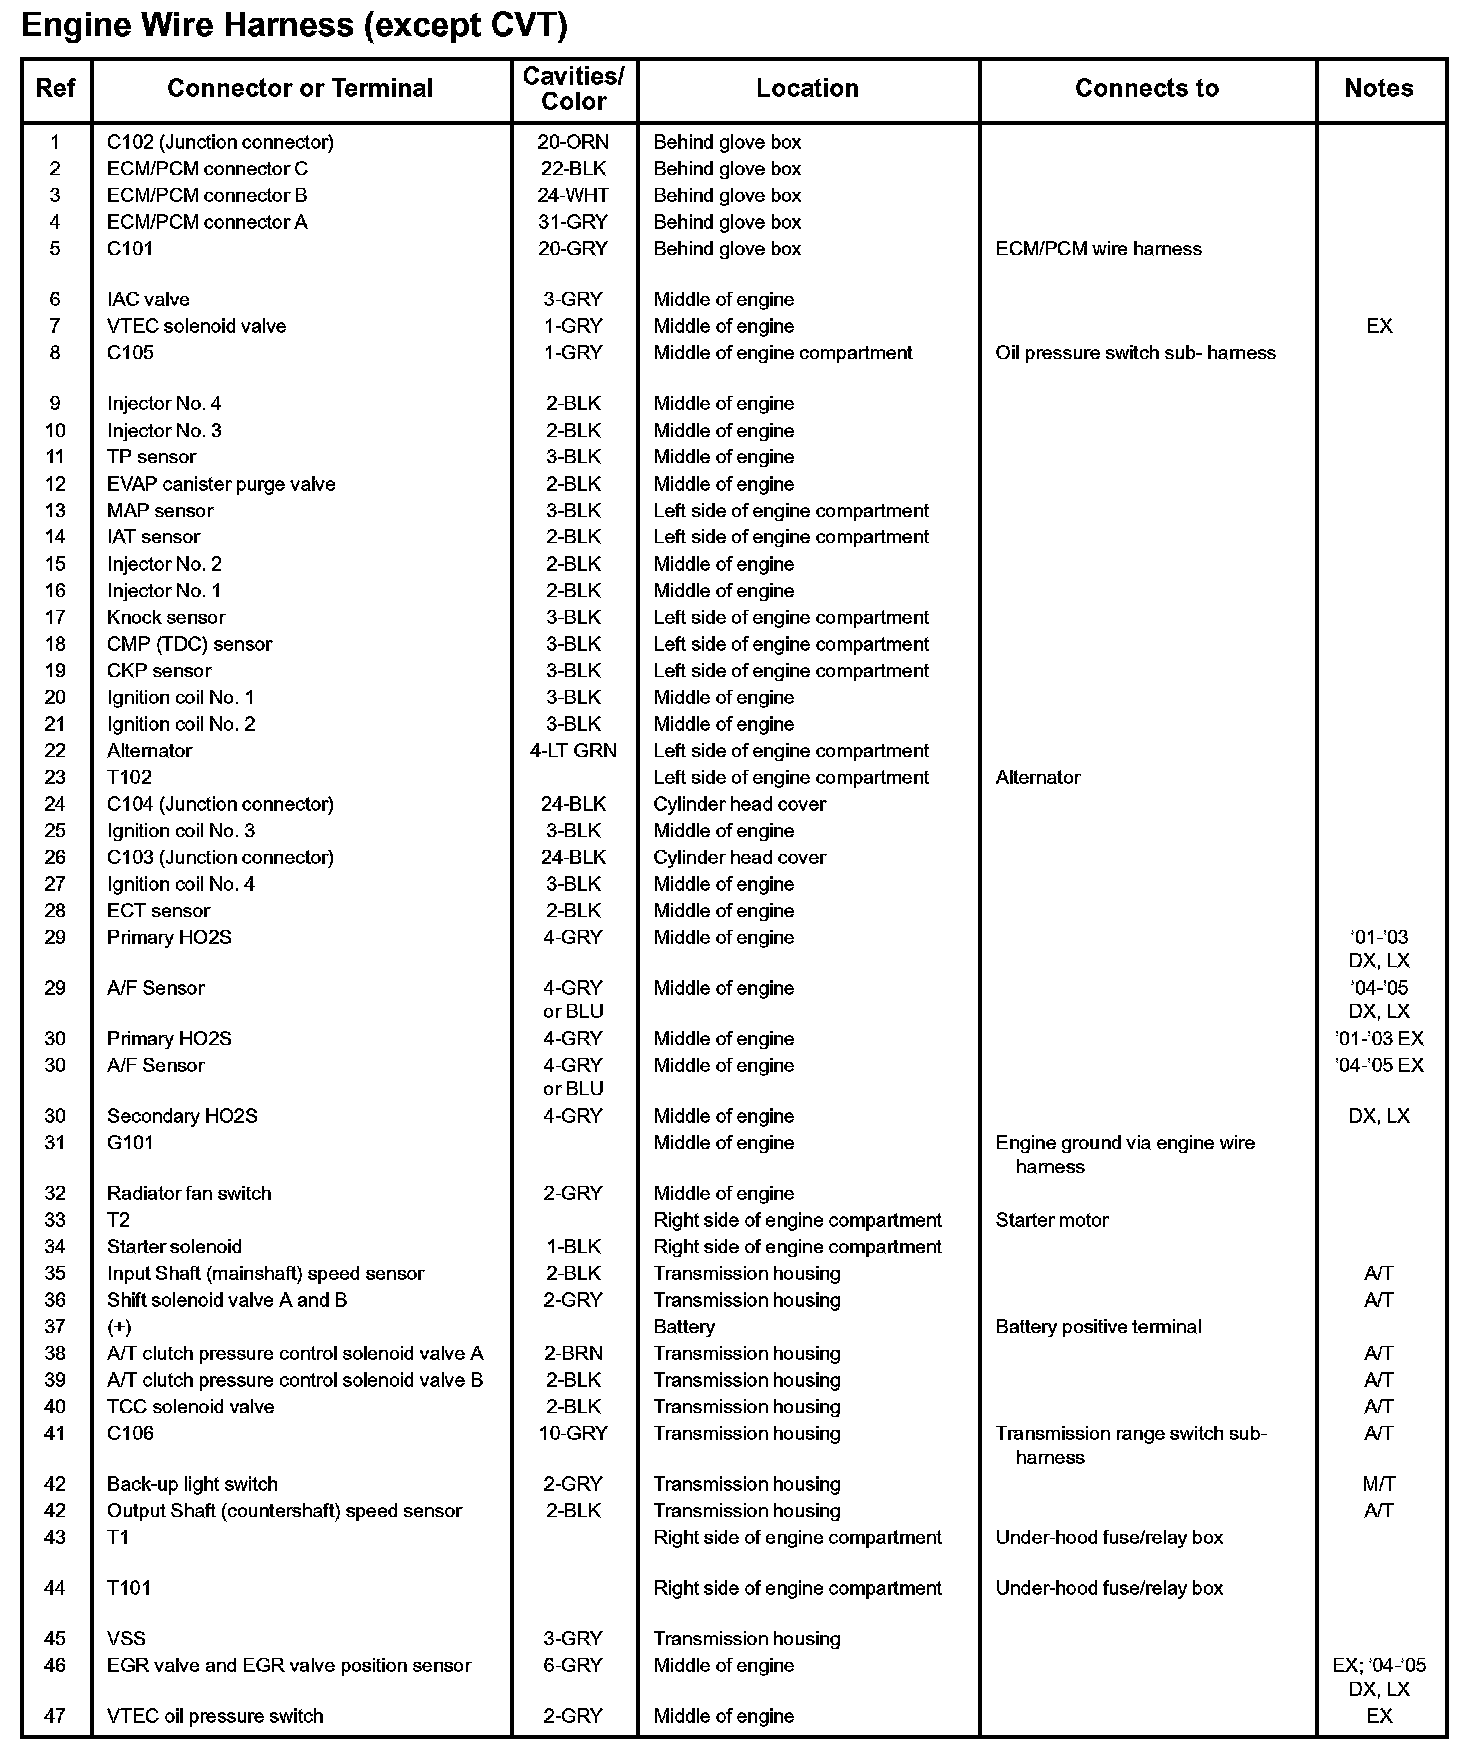 Engine Wire Harness (except CVT)
Ref Connector or Terminal Cavities/ Color Location Connects to Notes
1 C102 (Junction connector) 20-ORN Behind glove box
2 ECM/PCM connector C 22-BLK Behind glove box
3 ECM/PCM connector B 24-WHT Behind glove box
4 ECM/PCM connector A 31-GRY Behind glove box
5 C101 20-GRY Behind glove box ECM/PCM wire harness
6 IAC valve 3-GRY Middle of engine
7 VTEC solenoid valve 1-GRY Middle of engine EX
8 C105 1-GRY Middle of engine compartment Oil pressure switch sub- harness
9 Injector No. 4 2-BLK Middle of engine
10 Injector No. 3 2-BLK Middle of engine
11 TP sensor 3-BLK Middle of engine
12 EVAP canister purge valve 2-BLK Middle of engine
13 MAP sensor 3-BLK Left side of engine compartment
14 IAT sensor 2-BLK Left side of engine compartment
15 Injector No. 2 2-BLK Middle of engine
16 Injector No. 1 2-BLK Middle of engine
17 Knock sensor 3-BLK Left side of engine compartment
18 CMP (TDC) sensor 3-BLK Left side of engine compartment
19 CKP sensor 3-BLK Left side of engine compartment
20 Ignition coil No. 1 3-BLK Middle of engine
21 Ignition coil No. 2 3-BLK Middle of engine
22 Alternator 4-LT GRN Left side of engine compartment
23 T102 Left side of engine compartment Alternator
24 C104 (Junction connector) 24-BLK Cylinder head cover
25 Ignition coil No. 3 3-BLK Middle of engine
26 C103 (Junction connector) 24-BLK Cylinder head cover
27 Ignition coil No. 4 3-BLK Middle of engine
28 ECT sensor 2-BLK Middle of engine
29 Primary HO2S 4-GRY Middle of engine '01-'03
DX, LX
29 A/F Sensor 4-GRY Middle of engine '04-'05
or BLU DX, LX
30 Primary HO2S 4-GRY Middle of engine '01-'03 EX
30 A/F Sensor 4-GRY Middle of engine '04-'05 EX
or BLU
30 Secondary HO2S 4-GRY Middle of engine DX, LX
31 G101 Middle of engine Engine ground via engine wire
harness
32 Radiator fan switch 2-GRY Middle of engine
33 T2 Right side of engine compartment Starter motor
34 Starter solenoid 1-BLK Right side of engine compartment
35 Input Shaft (mainshaft) speed sensor 2-BLK Transmission housing A/T
36 Shift solenoid valve A and B 2-GRY Transmission housing A/T
37 (+) Battery Battery positive terminal
38 A/T clutch pressure control solenoid valve A 2-BRN Transmission housing A/T
39 A/T clutch pressure control solenoid valve B 2-BLK Transmission housing A/T
40 TCC solenoid valve 2-BLK Transmission housing A/T
41 C106 10-GRY Transmission housing Transmission range switch sub- A/T
harness
42 Back-up light switch 2-GRY Transmission housing M/T
42 Output Shaft (countershaft) speed sensor 2-BLK Transmission housing A/T
43 T1 Right side of engine compartment Under-hood fuse/relay box
44 T101 Right side of engine compartment Under-hood fuse/relay box
45 VSS 3-GRY Transmission housing
46 EGR valve and EGR valve position sensor 6-GRY Middle of engine EX; '04-'05
DX, LX
47 VTEC oil pressure switch 2-GRY Middle of engine EX